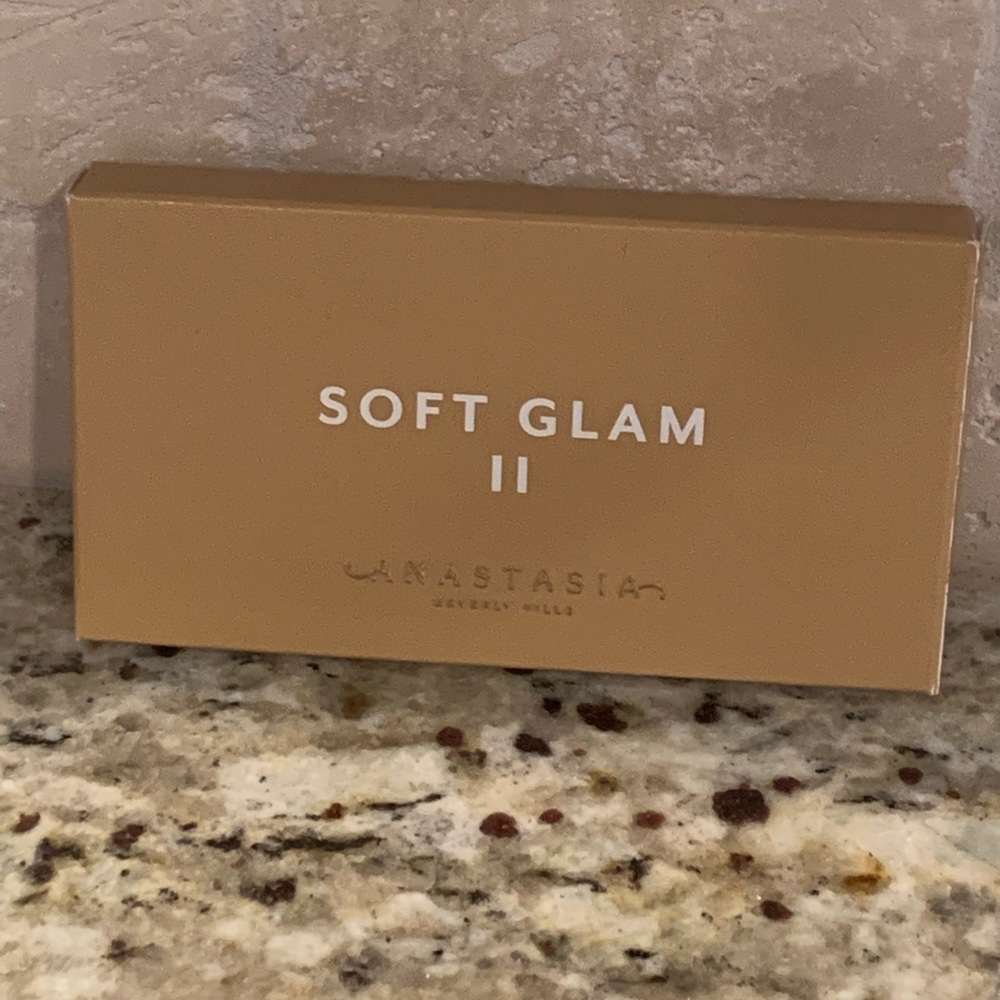 SOFT GLAM
II
ANASTASIA
BEVERLY HILLS